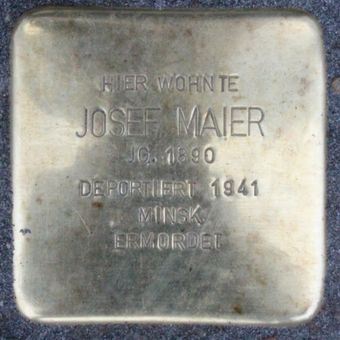 HIER WOHNTE
JOSEF MAIER
JG. 1890
DEPORTIERT 1941
MINSK
ERMORDET